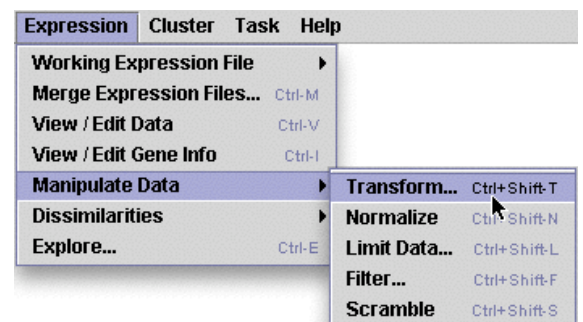 Expression Cluster Task Help
Working Expression File
Merge Expression Files... Ctrl-M
View / Edit Data Ctrl-V
View / Edit Gene Info Ctrl-I
Manipulate Data
Transform... Ctrl+Shift-T
Dissimilarities
Normalize Ctrl+Shift-N
Explore... Ctrl-E
Limit Data... Ctrl+Shift-L
Filter... Ctrl+Shift-F
Scramble Ctrl+Shift-S